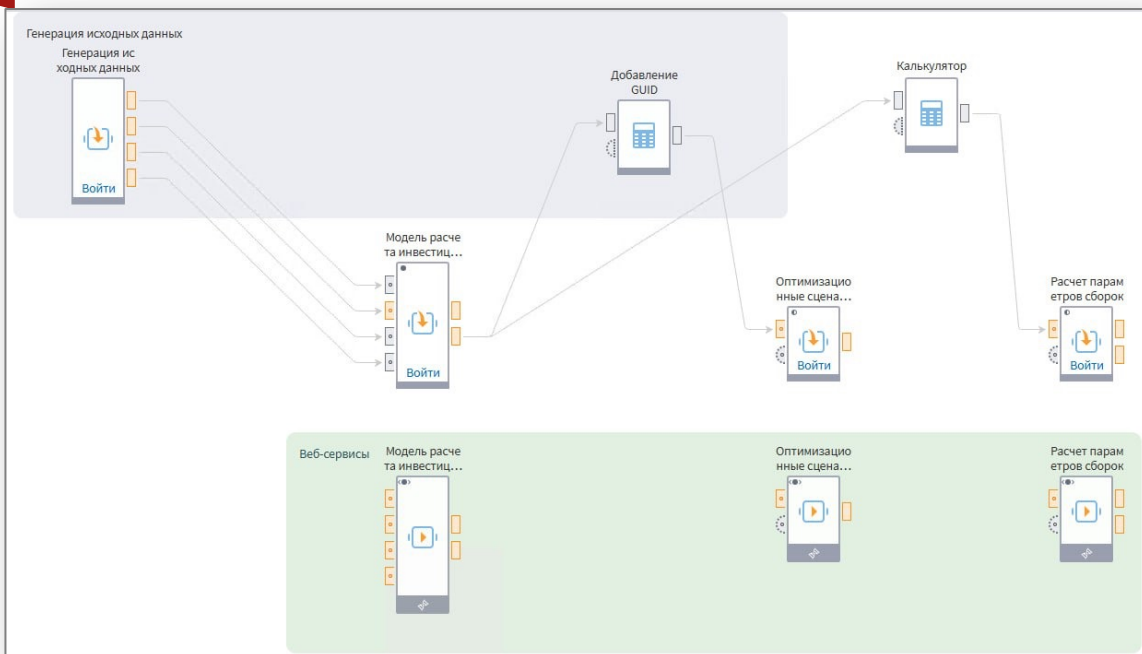 Генерация исходных данных
Генерация ис
ходных данных
Войти
Добавление
GUID
Калькулятор
Модель расче
та инвестиц...
Войти
Оптимизацио
нные сцена...
Войти
Расчет парам
етров сборок
Войти
Веб-сервисы
Модель расче
та инвестиц...
Оптимизацио
нные сцена...
Расчет парам
етров сборок